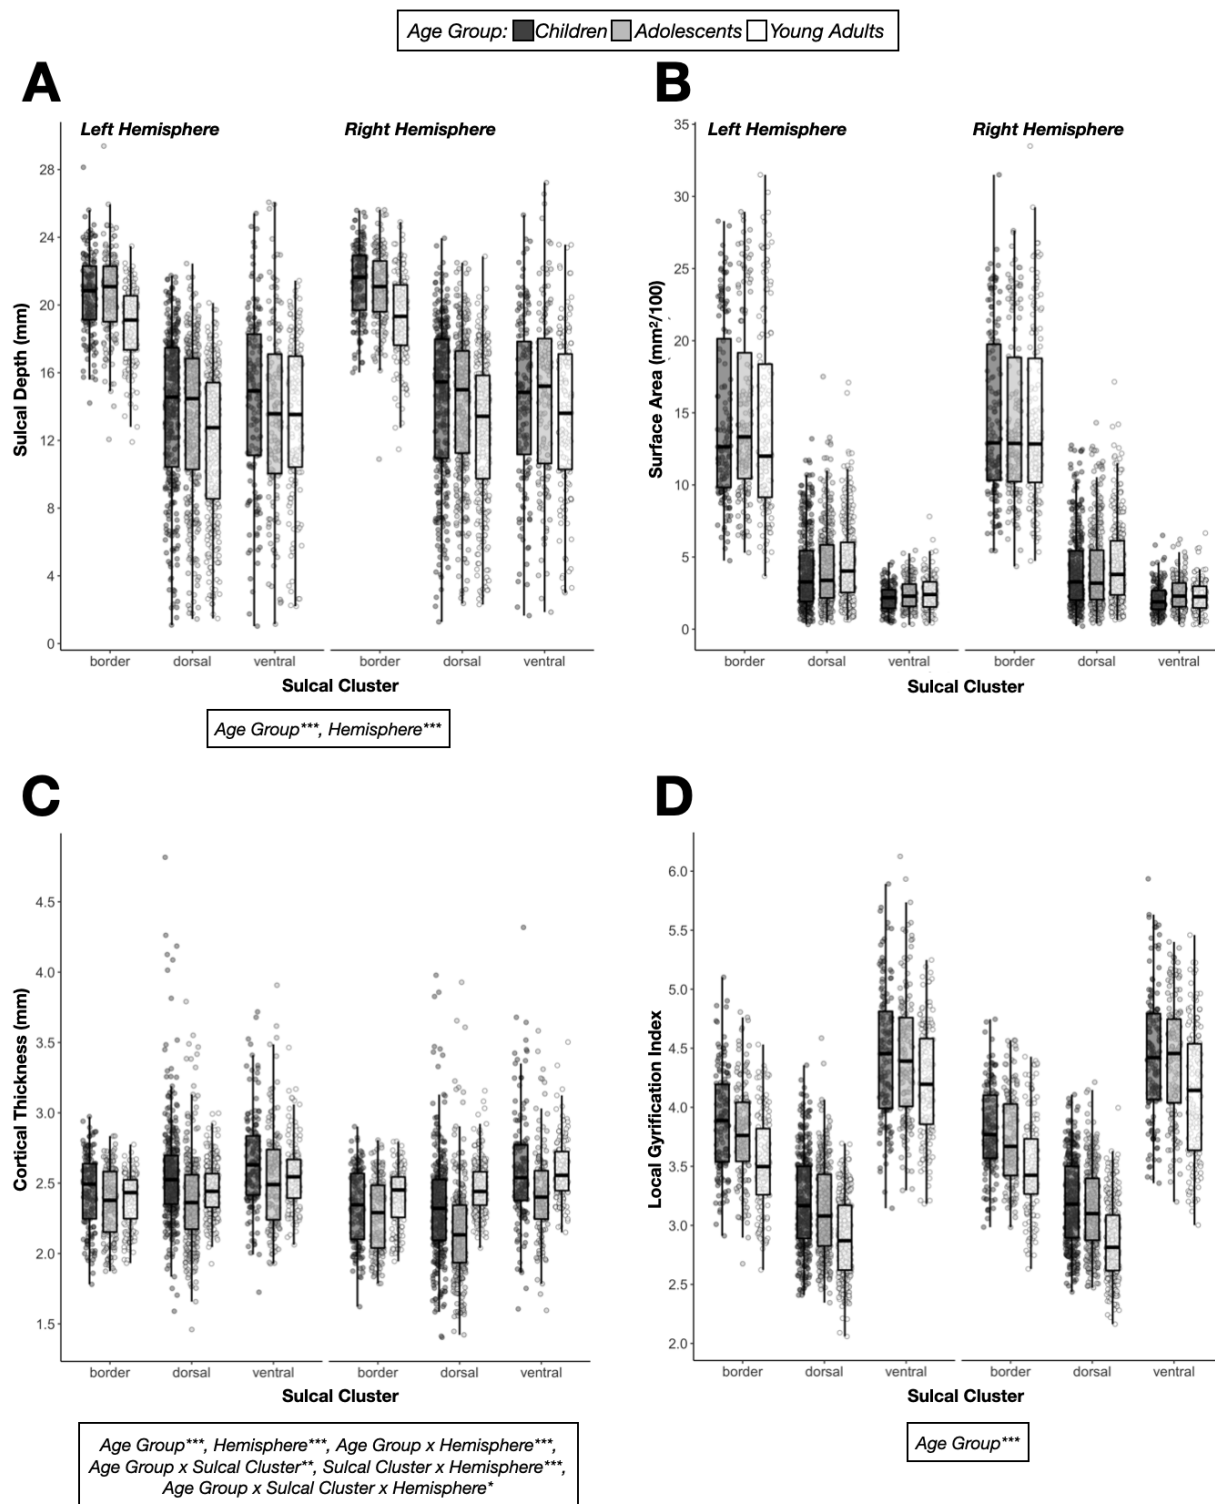 Age Group: Children Adolescents Young Adults
A
Left Hemisphere Right Hemisphere
Sulcal Depth (mm)
28
24
20
16
12
8
4
0
border dorsal ventral border dorsal ventral
Sulcal Cluster
Age Group***, Hemisphere***
B
Left Hemisphere Right Hemisphere
Surface Area (mm²/100)
35
30
25
20
15
10
5
0
border dorsal ventral border dorsal ventral
Sulcal Cluster
C
Cortical Thickness (mm)
4.5
4.0
3.5
3.0
2.5
2.0
1.5
border dorsal ventral border dorsal ventral
Sulcal Cluster
Age Group***, Hemisphere***, Age Group x Hemisphere***,
Age Group x Sulcal Cluster**, Sulcal Cluster x Hemisphere***,
Age Group x Sulcal Cluster x Hemisphere*
D
Local Gyrification Index
6.0
5.5
5.0
4.5
4.0
3.5
3.0
2.5
2.0
border dorsal ventral border dorsal ventral
Sulcal Cluster
Age Group***